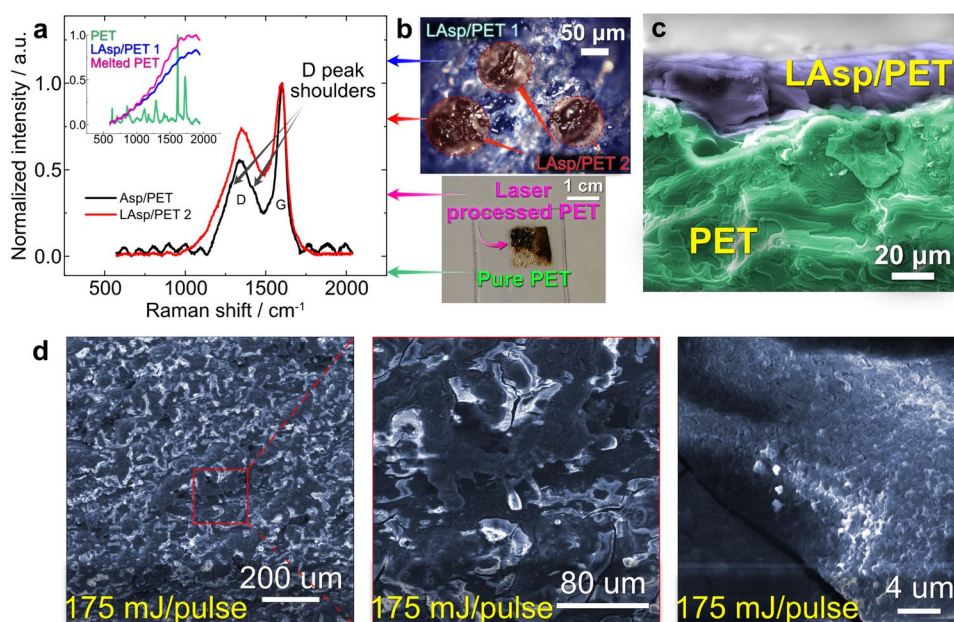 a
PET
LAsp/PET 1
Melted PET
1.0
0.5
0.0
500 1000 1500 2000
D peak
shoulders
D
G
Asp/PET
LAsp/PET 2
Normalized intensity / a.u.
1.0
0.5
0.0
500 1000 1500 2000
Raman shift / cm-1
b
LAsp/PET 1
50 µm
LAsp/PET 2
1 cm
Laser
processed PET
Pure PET
c
LAsp/PET
PET
20 µm
d
200 um
175 mJ/pulse
80 um
175 mJ/pulse
4 um
175 mJ/pulse